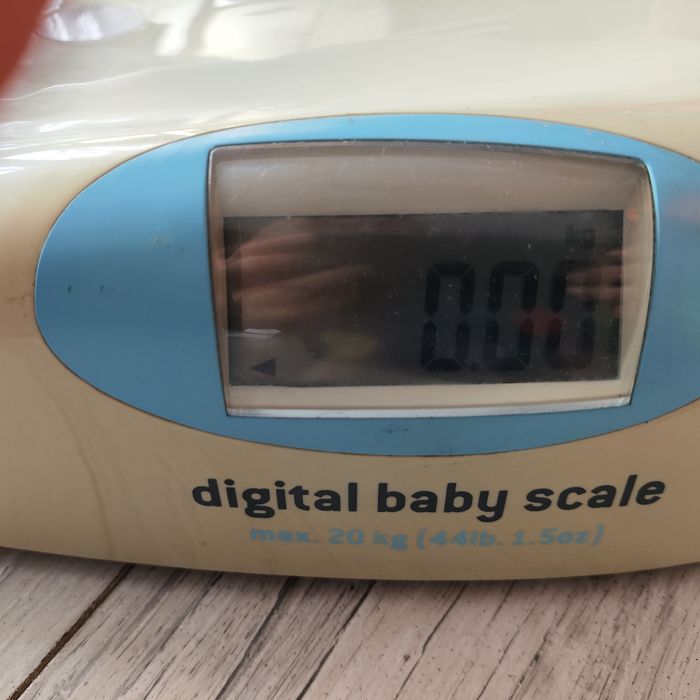 0.00
digital baby scale
max. 20 kg (44lb. 1.5oz)